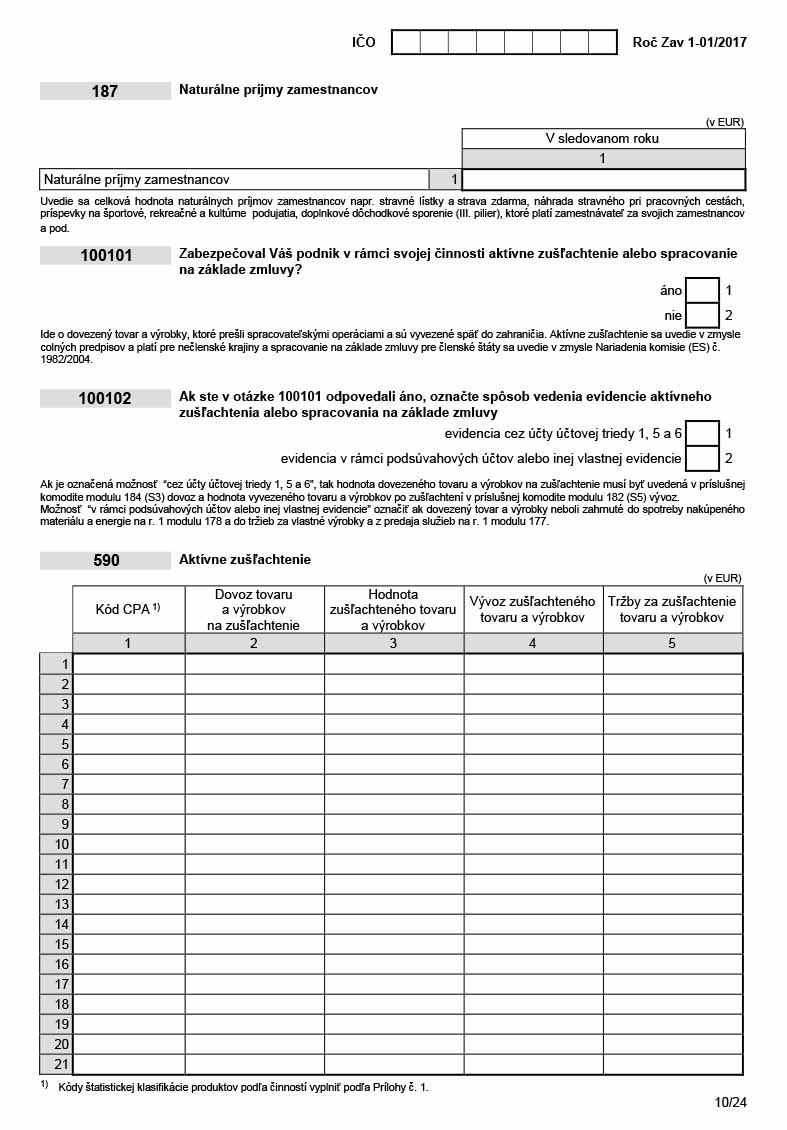 IČO Roč Zav 1-01/2017
187 Naturálne príjmy zamestnancov
(v EUR)
V sledovanom roku
1
Naturálne príjmy zamestnancov 1
Uvedie sa celková hodnota naturálnych príjmov zamestnancov napr. stravné lístky a strava zdarma, náhrada stravného pri pracovných cestách,
príspevky na športové, rekreačné a kultúrne podujatia, doplnkové dôchodkové sporenie (III. pilier), ktoré platí zamestnávateľ za svojich zamestnancov
a pod.
100101 Zabezpečoval Váš podnik v rámci svojej činnosti aktívne zušľachtenie alebo spracovanie
na základe zmluvy?
áno 1
nie 2
Ide o dovezený tovar a výrobky, ktoré prešli spracovateľskými operáciami a sú vyvezené späť do zahraničia. Aktívne zušľachtenie sa uvedie v zmysle
colných predpisov a platí pre nečlenské krajiny a spracovanie na základe zmluvy pre členské štáty sa uvedie v zmysle Nariadenia komisie (ES) č.
1982/2004.
100102 Ak ste v otázke 100101 odpovedali áno, označte spôsob vedenia evidencie aktívneho
zušľachtenia alebo spracovania na základe zmluvy
evidencia cez účty účtovej triedy 1, 5 a 6 1
evidencia v rámci podsúvahových účtov alebo inej vlastnej evidencie 2
Ak je označená možnosť “cez účty účtovej triedy 1, 5 a 6”, tak hodnota dovezeného tovaru a výrobkov na zušľachtenie musí byť uvedená v príslušnej
komodite modulu 184 (S3) dovoz a hodnota vyvezeného tovaru a výrobkov po zušľachtení v príslušnej komodite modulu 182 (S5) vývoz.
Možnosť “v rámci podsúvahových účtov alebo inej vlastnej evidencie” označiť ak dovezený tovar a výrobky neboli zahrnuté do spotreby nakúpeného
materiálu a energie na r. 1 modulu 178 a do tržieb za vlastné výrobky a z predaja služieb na r. 1 modulu 177.
590 Aktívne zušľachtenie
(v EUR)
Kód CPA 1) Dovoz tovaru a výrobkov na zušľachtenie Hodnota zušľachteného tovaru a výrobkov Vývoz zušľachteného tovaru a výrobkov Tržby za zušľachtenie tovaru a výrobkov
1 2 3 4 5
1
2
3
4
5
6
7
8
9
10
11
12
13
14
15
16
17
18
19
20
21
1) Kódy štatistickej klasifikácie produktov podľa činností vyplniť podľa Prílohy č. 1.
10/24